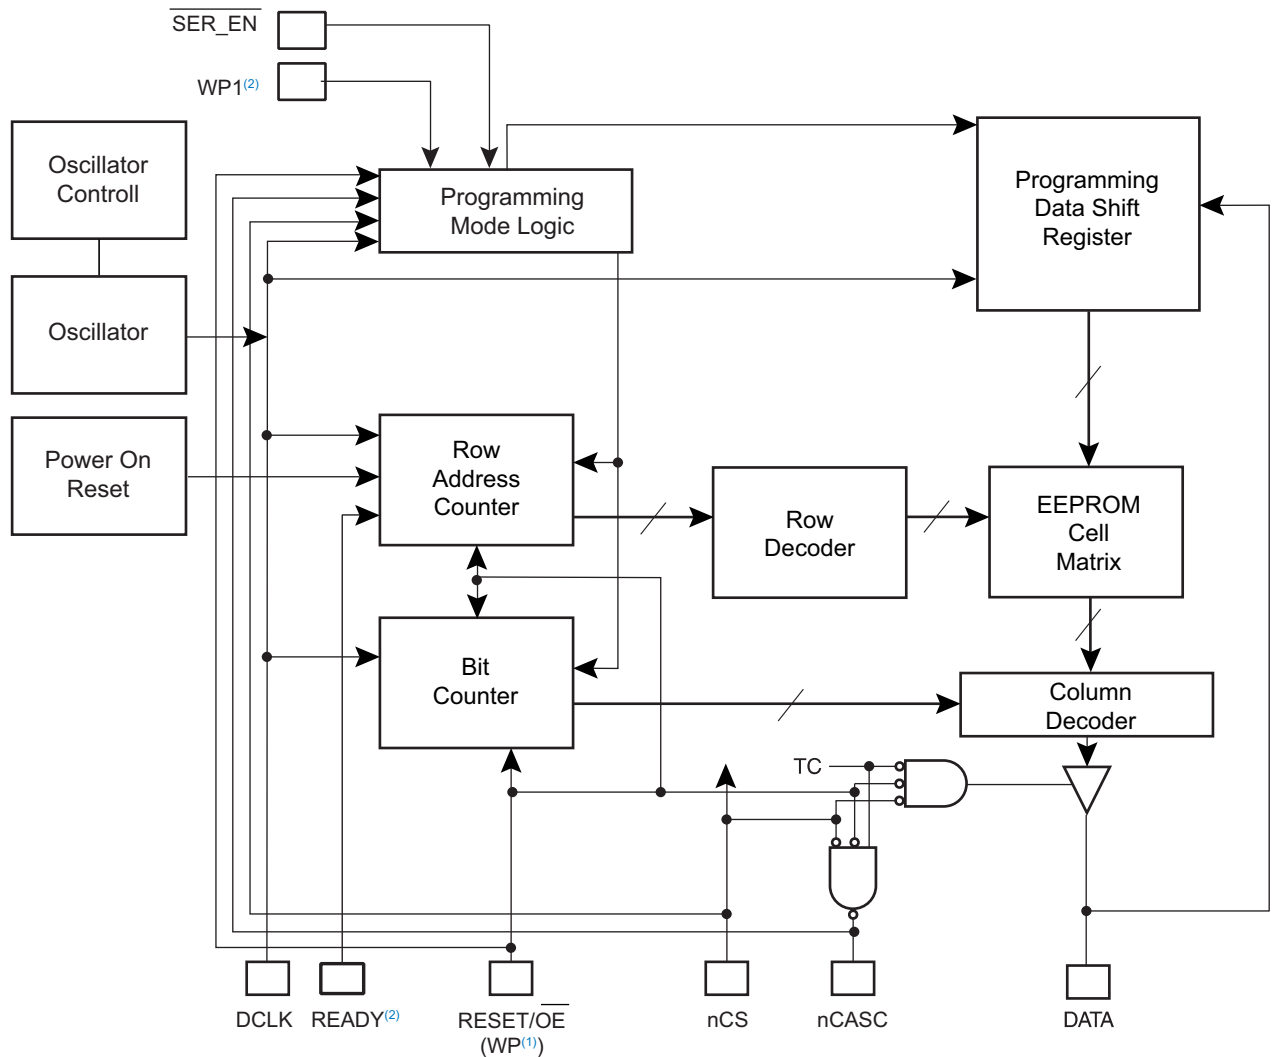 SER_EN
WP1(2)
Oscillator
Controll
Programming
Mode Logic
Programming
Data Shift
Register
Oscillator
Power On
Reset
Row
Address
Counter
Row
Decoder
EEPROM
Cell
Matrix
Bit
Counter
Column
Decoder
TC
DCLK
READY(2)
RESET/OE
(WP(1))
nCS
nCASC
DATA